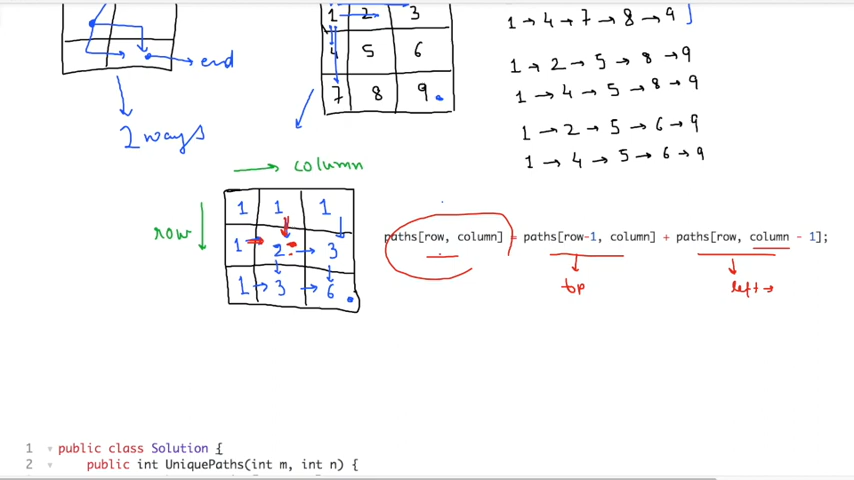 end
2 ways
1 2 3
4 5 6
7 8 9
1 → 4 → 7 → 8 → 9
1 → 2 → 5 → 8 → 9
1 → 4 → 5 → 8 → 9
1 → 2 → 5 → 6 → 9
1 → 4 → 5 → 6 → 9
→ column
row
1 1 1
1 2 → 3
1 → 3 → 6
paths[row, column] = paths[row-1, column] + paths[row, column - 1];
top
left →
1 public class Solution {
2 public int UniquePaths(int m, int n) {